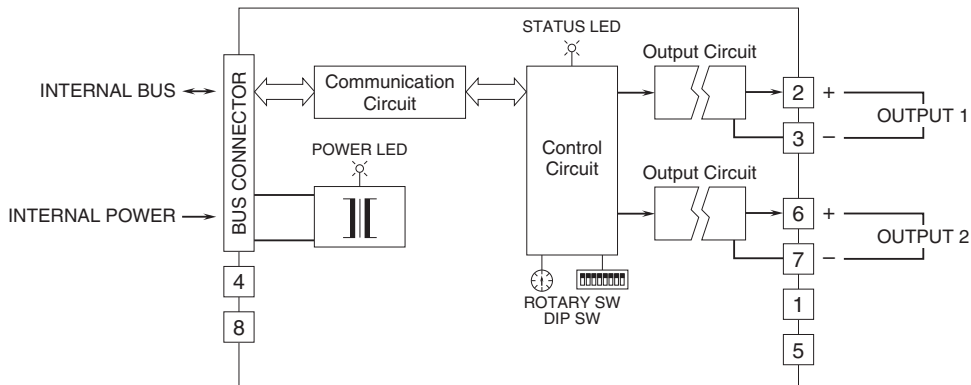 STATUS LED
Output Circuit
INTERNAL BUS
BUS CONNECTOR
Communication
Circuit
2 +
OUTPUT 1
3 −
POWER LED
Control
Circuit
Output Circuit
INTERNAL POWER
6 +
OUTPUT 2
7 −
4
ROTARY SW
DIP SW
1
8
5